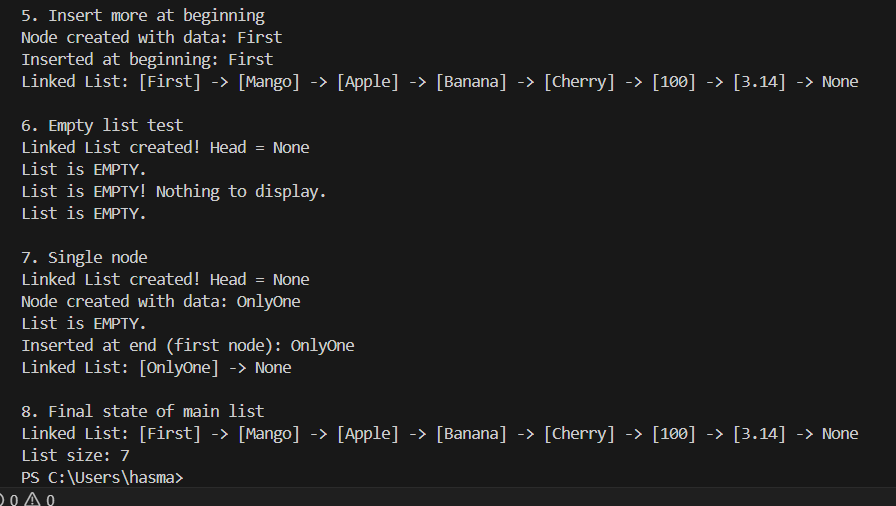 5. Insert more at beginning
Node created with data: First
Inserted at beginning: First
Linked List: [First] -> [Mango] -> [Apple] -> [Banana] -> [Cherry] -> [100] -> [3.14] -> None
6. Empty list test
Linked List created! Head = None
List is EMPTY.
List is EMPTY! Nothing to display.
List is EMPTY.
7. Single node
Linked List created! Head = None
Node created with data: OnlyOne
List is EMPTY.
Inserted at end (first node): OnlyOne
Linked List: [OnlyOne] -> None
8. Final state of main list
Linked List: [First] -> [Mango] -> [Apple] -> [Banana] -> [Cherry] -> [100] -> [3.14] -> None
List size: 7
PS C:\Users\hasma>
0 0